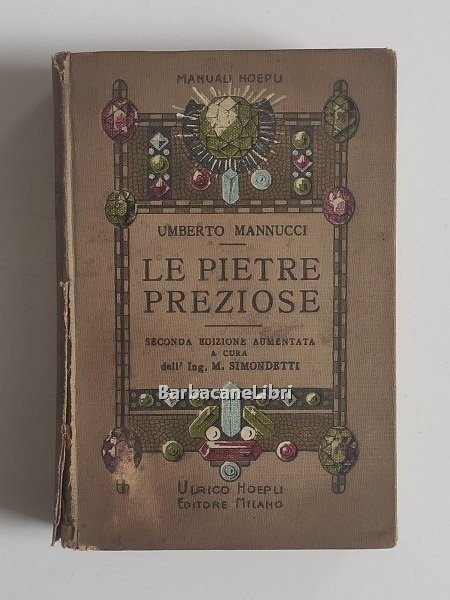 MANUALI HOEPLI
UMBERTO MANNUCCI
LE PIETRE
PREZIOSE
SECONDA EDIZIONE AUMENTATA
A CURA
dell' Ing. M. SIMONDETTI
BarbacaneLibri
ULRICO HOEPLI
EDITORE MILANO